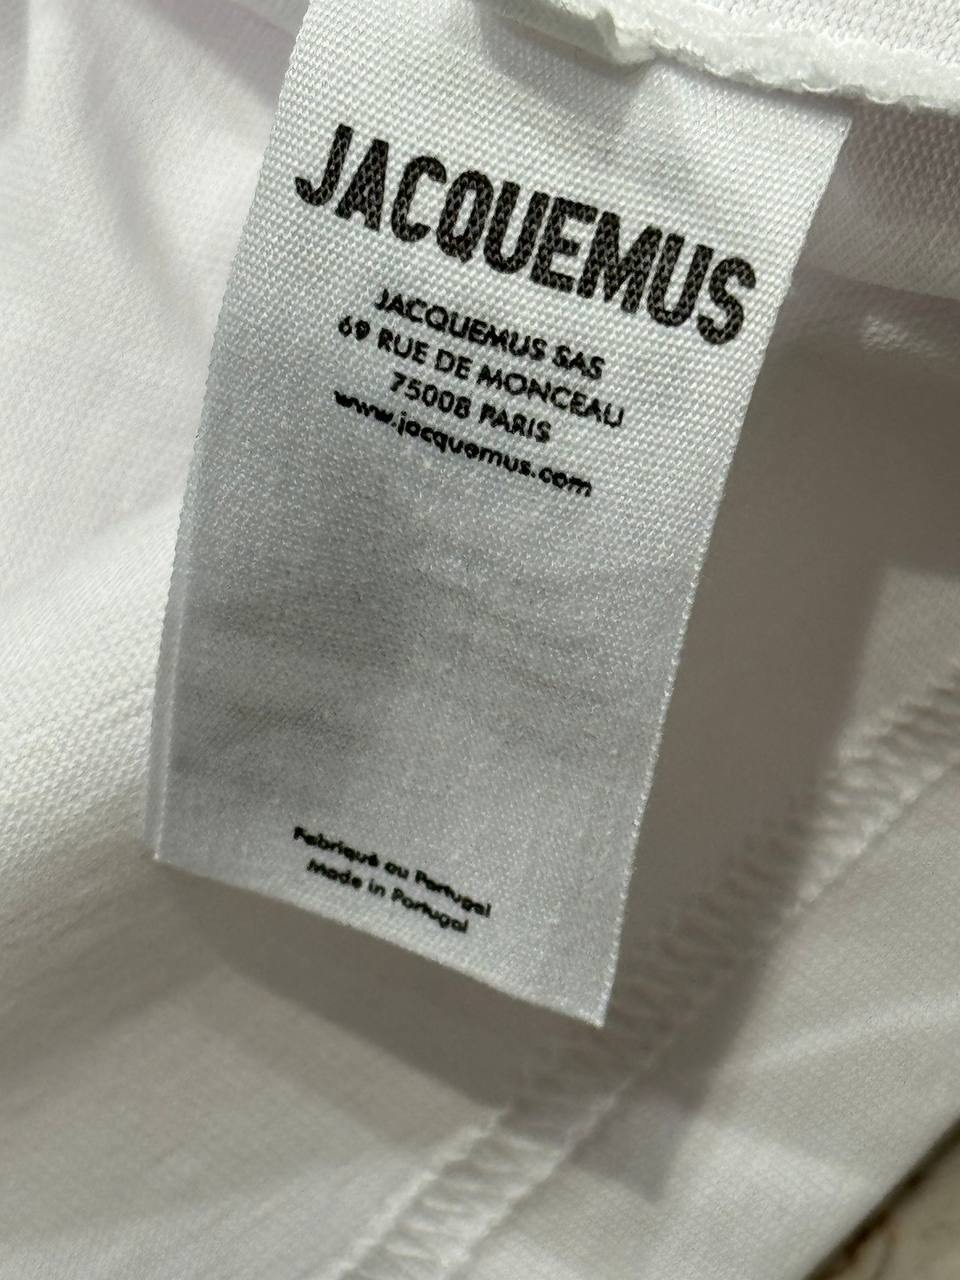 JACQUEMUS
JACQUEMUS SAS
69 RUE DE MONCEAU
75008 PARIS
www.jacquemus.com
Fabriqué au Portugal
Made in Portugal